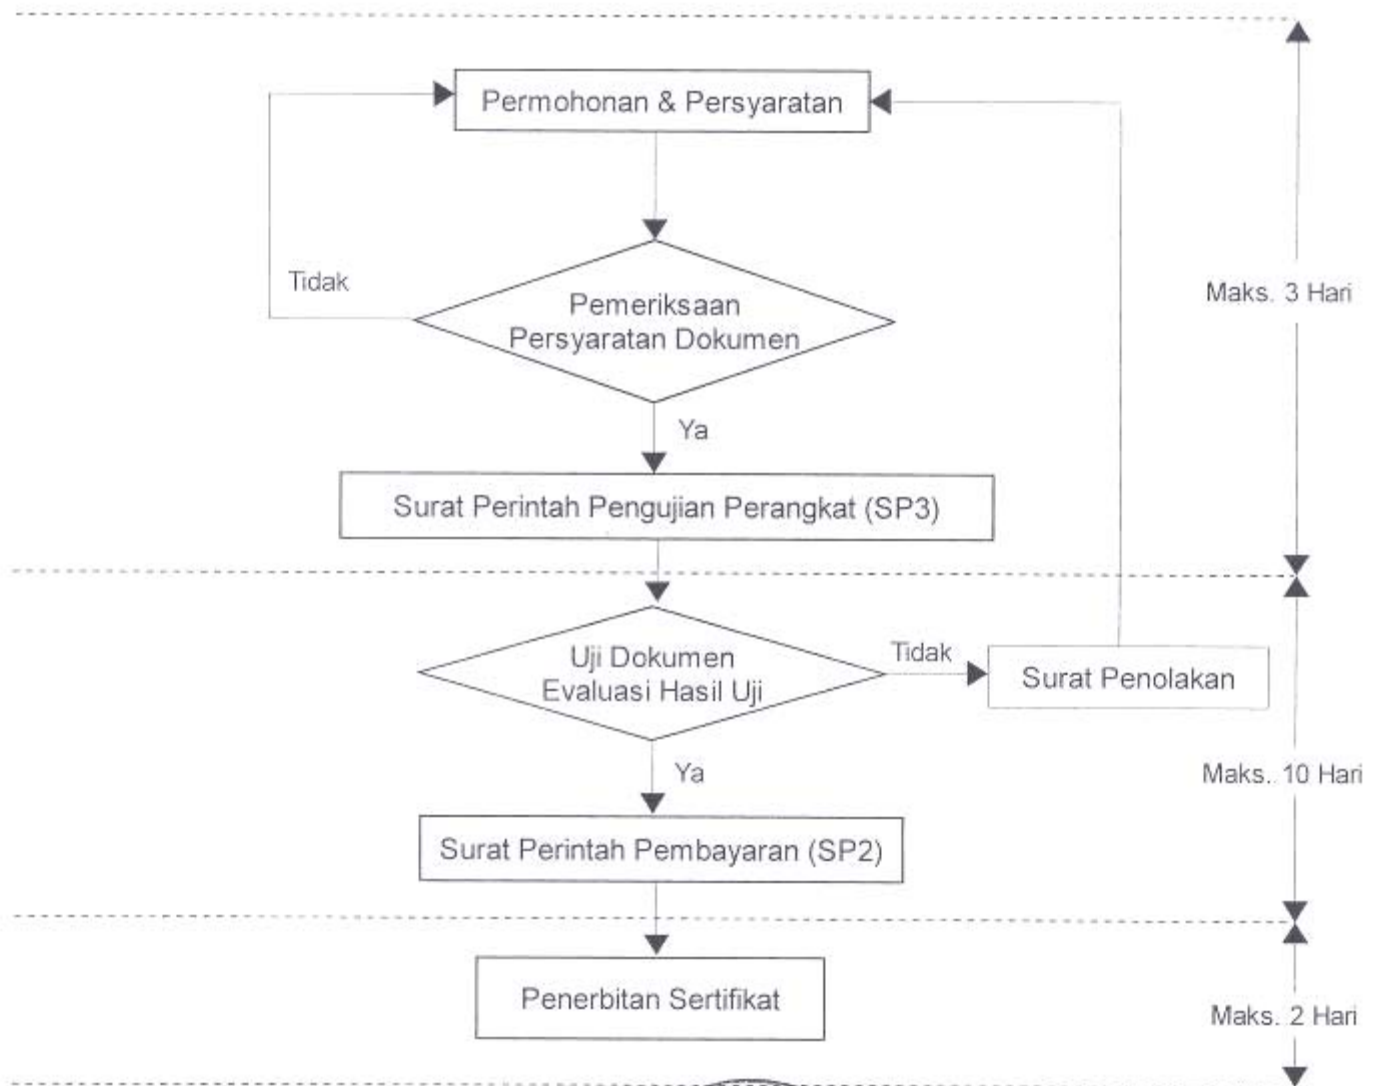 Permohonan & Persyaratan
Tidak
Pemeriksaan
Persyaratan Dokumen
Maks. 3 Hari
Ya
Surat Perintah Pengujian Perangkat (SP3)
Uji Dokumen
Evaluasi Hasil Uji
Tidak
Surat Penolakan
Ya
Maks. 10 Hari
Surat Perintah Pembayaran (SP2)
Penerbitan Sertifikat
Maks. 2 Hari